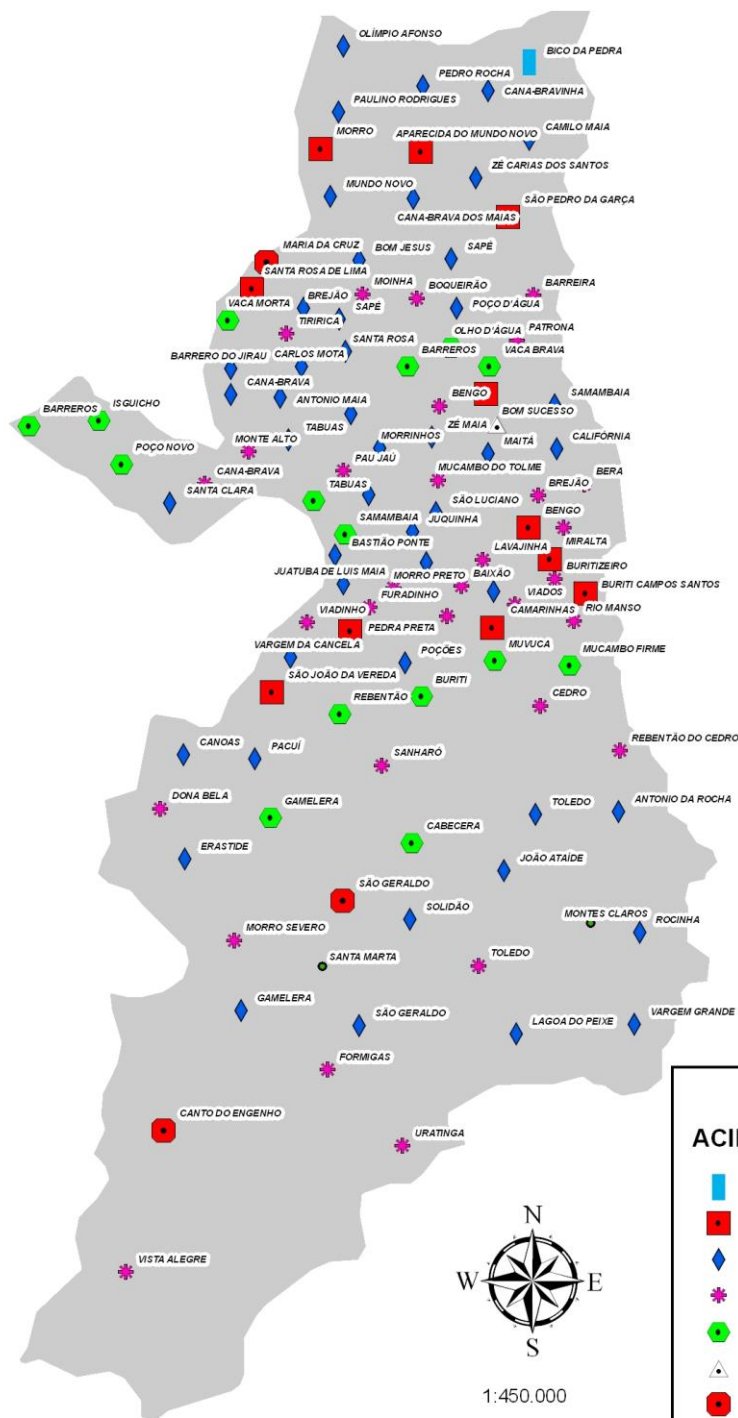 OLÍMPIO AFONSO
BICO DA PEDRA
PEDRO ROCHA
CANA-BRAVINHA
PAULINO RODRIGUES
MORRO
APARECIDA DO MUNDO NOVO
CAMILO MAIA
ZÉ CARIAS DOS SANTOS
MUNDO NOVO
SÃO PEDRO DA GARÇA
CANA-BRAVA DOS MAIAS
MARIA DA CRUZ
BOM JESUS
SAPÉ
SANTA ROSA DE LIMA
MOINHA
BOQUEIRÃO
BARREIRA
VACA MORTA
BREJÃO
SAPÉ
POÇO D'ÁGUA
TIRIRICA
OLHO D'ÁGUA
PATRONA
SANTA ROSA
BARRERO DO JIRAU
CARLOS MOTA
BARREROS
VACA BRAVA
CANA-BRAVA
ANTONIO MAIA
BENGO
SAMAMBAIA
BARREROS
ISGUICHO
BOM SUCESSO
TABUAS
ZÉ MAIA
POÇO NOVO
MONTE ALTO
MORRINHOS
MAITÁ
CALIFÓRNIA
PAU JAÚ
MUCAMBO DO TOLME
BERA
CANA-BRAVA
TABUAS
BREJÃO
SANTA CLARA
SÃO LUCIANO
BENGO
SAMAMBAIA
JUQUINHA
BASTIÃO PONTE
LAVAJINHA
MIRALTA
BURITIZEIRO
JUATUBA DE LUIS MAIA
MORRO PRETO
BAIXÃO
BURITI CAMPOS SANTOS
FURADINHO
VIADOS
VIADINHO
CAMARINHAS
RIO MANSO
PEDRA PRETA
VARGEM DA CANCELA
POÇÕES
MUVUCA
MUCAMBO FIRME
SÃO JOÃO DA VEREDA
BURITI
REBENTÃO
CEDRO
CANOAS
PACUÍ
SANHARÓ
REBENTÃO DO CEDRO
DONA BELA
GAMELERA
TOLEDO
ANTONIO DA ROCHA
CABECERA
ERASTIDE
JOÃO ATAÍDE
SÃO GERALDO
SOLIDÃO
MONTES CLAROS
ROCINHA
MORRO SEVERO
SANTA MARTA
TOLEDO
GAMELERA
SÃO GERALDO
LAGOA DO PEIXE
VARGEM GRANDE
FORMIGAS
CANTO DO ENGENHO
URATINGA
VISTA ALEGRE
N
W E
S
1:450.000